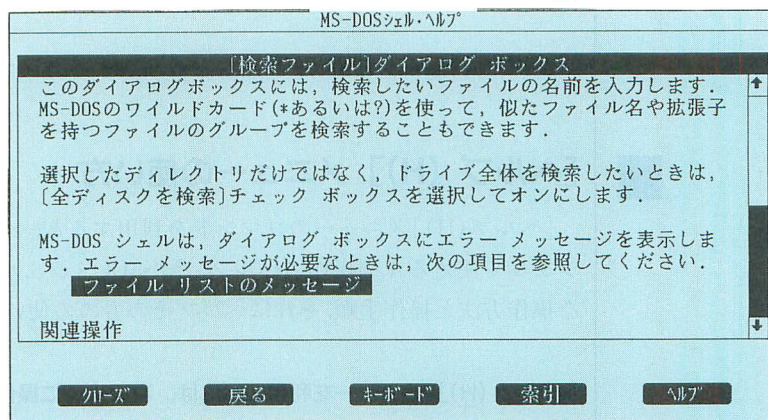 MS-DOSｼｪﾙ・ﾍﾙﾌﾟ
[検索ファイル]ダイアログ ボックス
このダイアログボックスには，検索したいファイルの名前を入力します．
MS-DOSのワイルドカード(*あるいは?)を使って，似たファイル名や拡張子
を持つファイルのグループを検索することもできます．
選択したディレクトリだけではなく，ドライブ全体を検索したいときは，
[全ディスクを検索]チェック ボックスを選択してオンにします．
MS-DOS シェルは，ダイアログ ボックスにエラー メッセージを表示しま
す．エラー メッセージが必要なときは，次の項目を参照してください．
ファイル リストのメッセージ
関連操作
ｸﾛｰｽﾞ 戻る ｷｰﾎﾞｰﾄﾞ 索引 ﾍﾙﾌﾟ